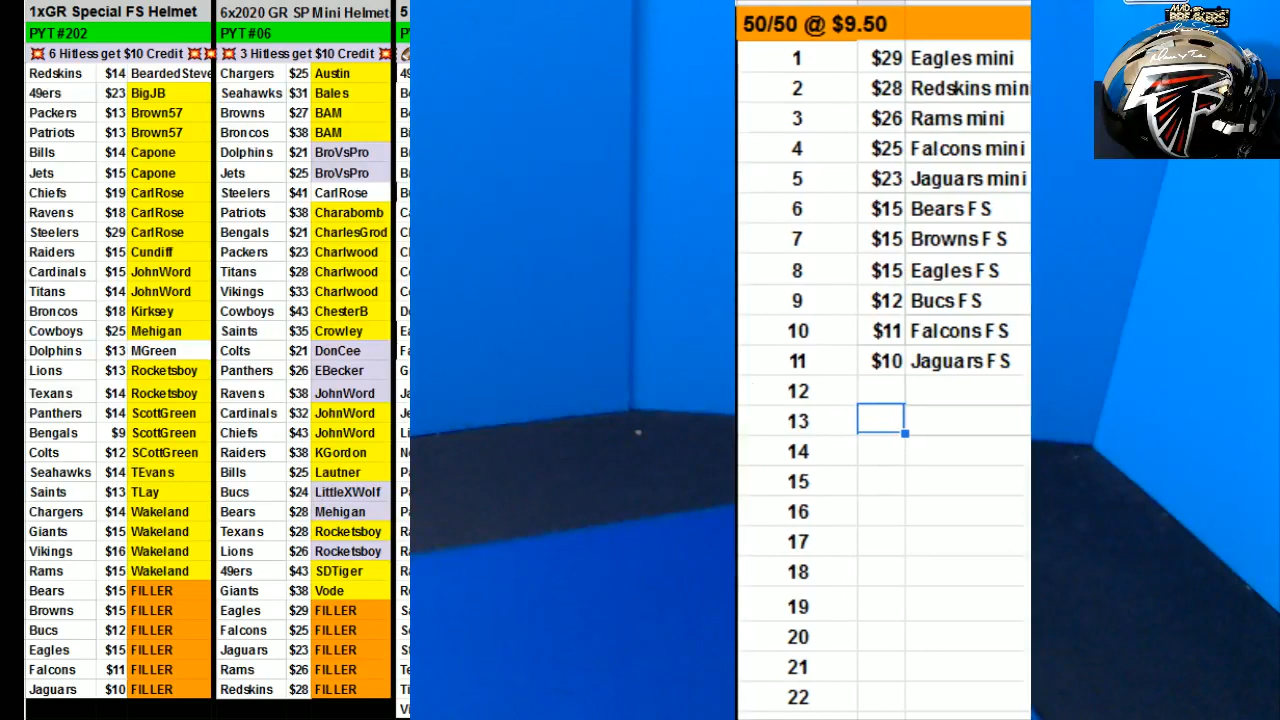 1xGR Special FS Helmet
PYT #202
💥 6 Hitless get $10 Credit 💥💥
Redskins $14 BeardedSteve
49ers $23 BigJB
Packers $13 Brown57
Patriots $13 Brown57
Bills $14 Capone
Jets $15 Capone
Chiefs $19 CarlRose
Ravens $18 CarlRose
Steelers $29 CarlRose
Raiders $15 Cundiff
Cardinals $15 JohnWord
Titans $14 JohnWord
Broncos $18 Kirksey
Cowboys $25 Mehigan
Dolphins $13 MGreen
Lions $13 Rocketsboy
Texans $14 Rocketsboy
Panthers $14 ScottGreen
Bengals $9 ScottGreen
Colts $12 SCottGreen
Seahawks $14 TEvans
Saints $13 TLay
Chargers $14 Wakeland
Giants $15 Wakeland
Vikings $16 Wakeland
Rams $15 Wakeland
Bears $15 FILLER
Browns $15 FILLER
Bucs $12 FILLER
Eagles $15 FILLER
Falcons $11 FILLER
Jaguars $10 FILLER
6x2020 GR SP Mini Helmet
PYT #06
💥 3 Hitless get $10 Credit 💥
Chargers $25 Austin
Seahawks $31 Bales
Browns $27 BAM
Broncos $38 BAM
Dolphins $21 BroVsPro
Jets $25 BroVsPro
Steelers $41 CarlRose
Patriots $38 Charabomb
Bengals $21 CharlesGrod
Packers $23 Charlwood
Titans $28 Charlwood
Vikings $33 Charlwood
Cowboys $43 ChesterB
Saints $35 Crowley
Colts $21 DonCee
Panthers $26 EBecker
Ravens $38 JohnWord
Cardinals $32 JohnWord
Chiefs $43 JohnWord
Raiders $38 KGordon
Bills $25 Lautner
Bucs $24 LittleXWolf
Bears $28 Mehigan
Texans $28 Rocketsboy
Lions $26 Rocketsboy
49ers $43 SDTiger
Giants $38 Vode
Eagles $29 FILLER
Falcons $25 FILLER
Jaguars $23 FILLER
Rams $26 FILLER
Redskins $28 FILLER
50/50 @ $9.50
1 $29 Eagles mini
2 $28 Redskins mini
3 $26 Rams mini
4 $25 Falcons mini
5 $23 Jaguars mini
6 $15 Bears F S
7 $15 Browns F S
8 $15 Eagles F S
9 $12 Bucs F S
10 $11 Falcons F S
11 $10 Jaguars F S
12
13
14
15
16
17
18
19
20
21
22
MAD
BREAKERS